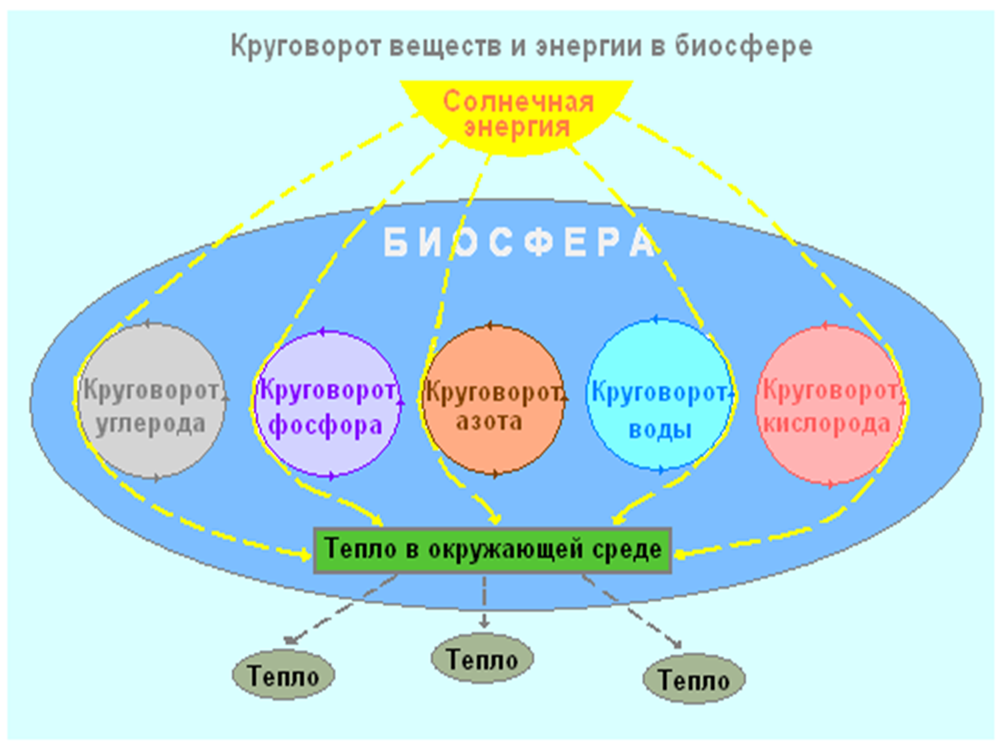 Круговорот веществ и энергии в биосфере
Солнечная
энергия
БИОСФЕРА
Круговорот
углерода
Круговорот
фосфора
Круговорот
азота
Круговорот
воды
Круговорот
кислорода
Тепло в окружающей среде
Тепло
Тепло
Тепло